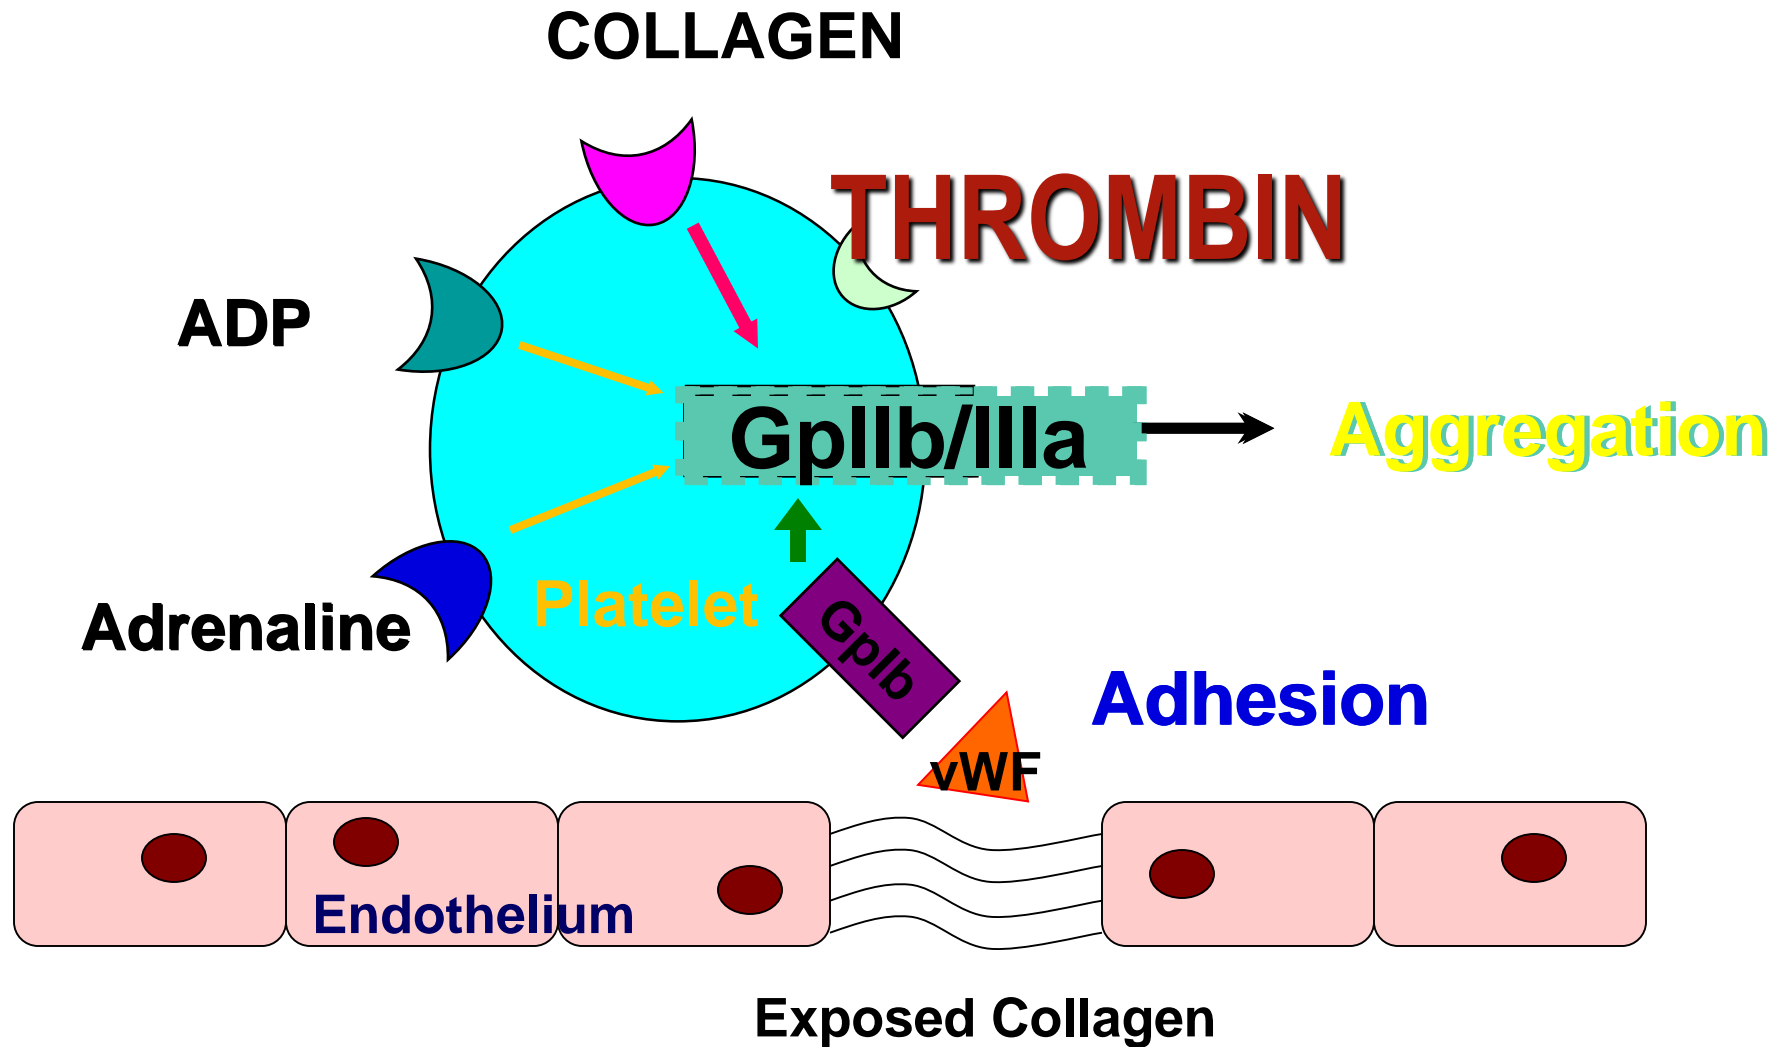 COLLAGEN
THROMBIN
ADP
GpIIb/IIIa
Aggregation
Platelet
Adrenaline
GpIb
Adhesion
vWF
Endothelium
Exposed Collagen